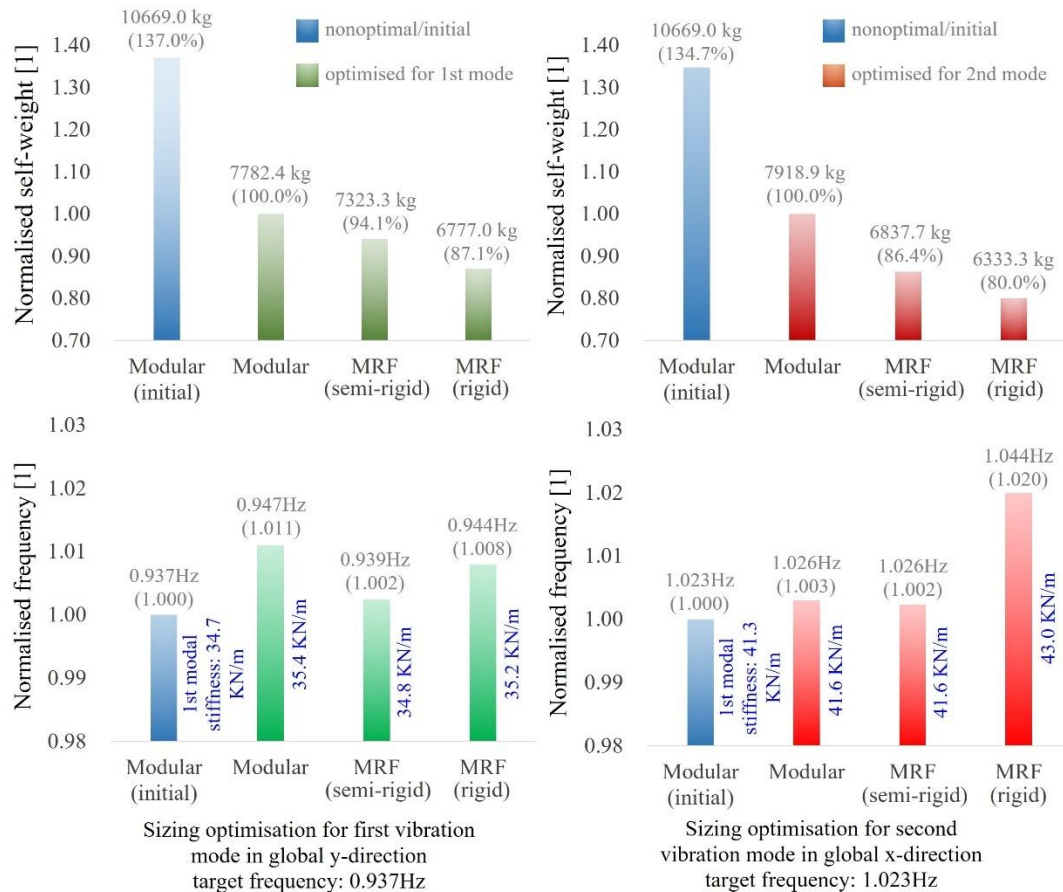 Normalised self-weight [1]
1.40
1.30
1.20
1.10
1.00
0.90
0.80
0.70
10669.0 kg
(137.0%)
7782.4 kg
(100.0%)
7323.3 kg
(94.1%)
6777.0 kg
(87.1%)
nonoptimal/initial
optimised for 1st mode
Modular
(initial)
Modular
MRF
(semi-rigid)
MRF
(rigid)
Normalised self-weight [1]
1.40
1.30
1.20
1.10
1.00
0.90
0.80
0.70
10669.0 kg
(134.7%)
7918.9 kg
(100.0%)
6837.7 kg
(86.4%)
6333.3 kg
(80.0%)
nonoptimal/initial
optimised for 2nd mode
Modular
(initial)
Modular
MRF
(semi-rigid)
MRF
(rigid)
Normalised frequency [1]
1.03
1.02
1.01
1.00
0.99
0.98
0.937Hz
(1.000)
0.947Hz
(1.011)
0.939Hz
(1.002)
0.944Hz
(1.008)
1st modal
stiffness: 34.7
KN/m
35.4 KN/m
34.8 KN/m
35.2 KN/m
Modular
(initial)
Modular
MRF
(semi-rigid)
MRF
(rigid)
Sizing optimisation for first vibration
mode in global y-direction
target frequency: 0.937Hz
Normalised frequency [1]
1.03
1.02
1.01
1.00
0.99
0.98
1.023Hz
(1.000)
1.026Hz
(1.003)
1.026Hz
(1.002)
1.044Hz
(1.020)
1st modal
stiffness: 41.3
KN/m
41.6 KN/m
41.6 KN/m
43.0 KN/m
Modular
(initial)
Modular
MRF
(semi-rigid)
MRF
(rigid)
Sizing optimisation for second
vibration mode in global x-direction
target frequency: 1.023Hz